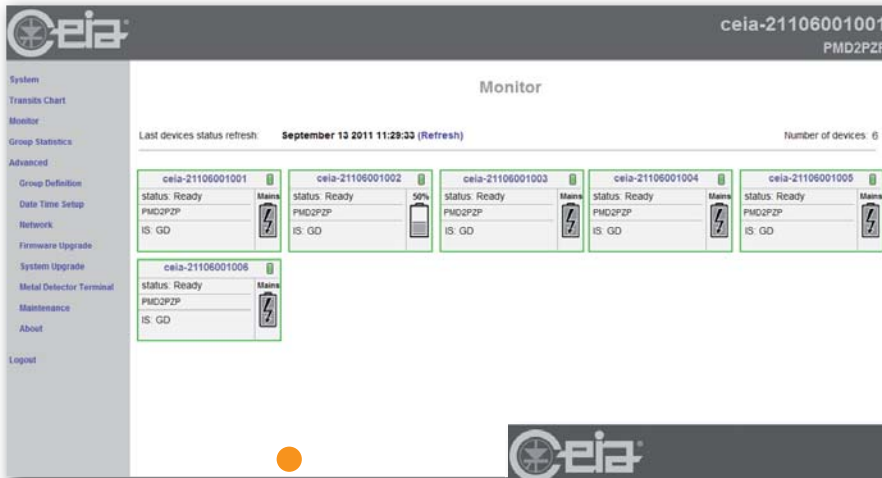 Ceia
ceia-21106001001
PMD2PZP
System
Transits Chart
Monitor
Group Statistics
Advanced
Group Definition
Date Time Setup
Network
Firmware Upgrade
System Upgrade
Metal Detector Terminal
Maintenance
About
Logout
Monitor
Last devices status refresh: September 13 2011 11:29:33 (Refresh) Number of devices: 6
ceia-21106001001
status: Ready Mains
PMD2PZP
IS: GD
ceia-21106001002
status: Ready 50%
PMD2PZP
IS: GD
ceia-21106001003
status: Ready Mains
PMD2PZP
IS: GD
ceia-21106001004
status: Ready Mains
PMD2PZP
IS: GD
ceia-21106001005
status: Ready Mains
PMD2PZP
IS: GD
ceia-21106001006
status: Ready Mains
PMD2PZP
IS: GD
Ceia